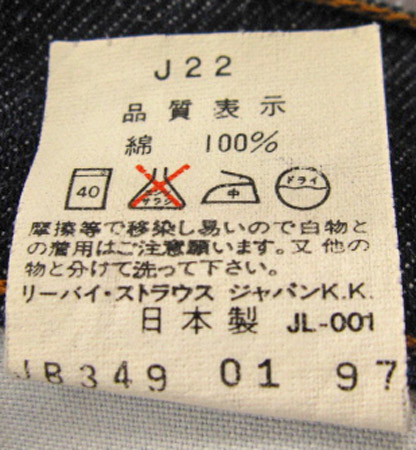 J22
品質表示
綿 100%
40 エンソ サラシ 中 ドライ
摩擦等で移染し易いので白物と
の着用はご注意願います。又 他の
物と分けて洗って下さい。
リーバイ・ストラウス ジャパンK.K.
日本製 JL-001
JB349 01 97